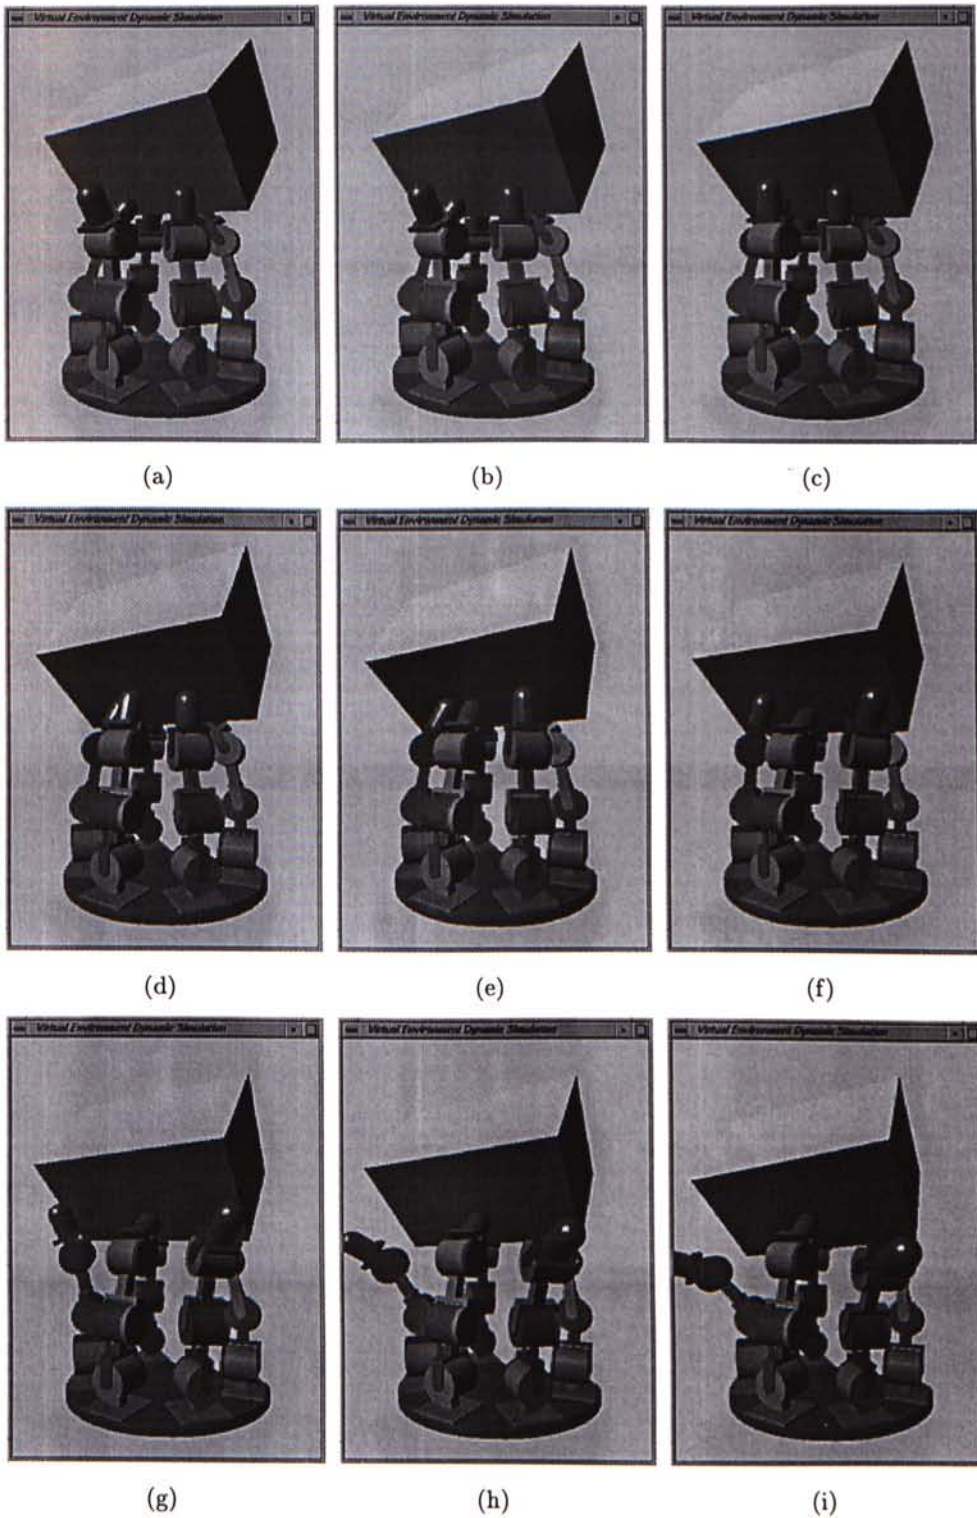 Virtual Environment Dynamic Simulation Virtual Environment Dynamic Simulation Virtual Environment Dynamic Simulation
(a) (b) (c)
Virtual Environment Dynamic Simulation Virtual Environment Dynamic Simulation Virtual Environment Dynamic Simulation
(d) (e) (f)
Virtual Environment Dynamic Simulation Virtual Environment Dynamic Simulation Virtual Environment Dynamic Simulation
(g) (h) (i)